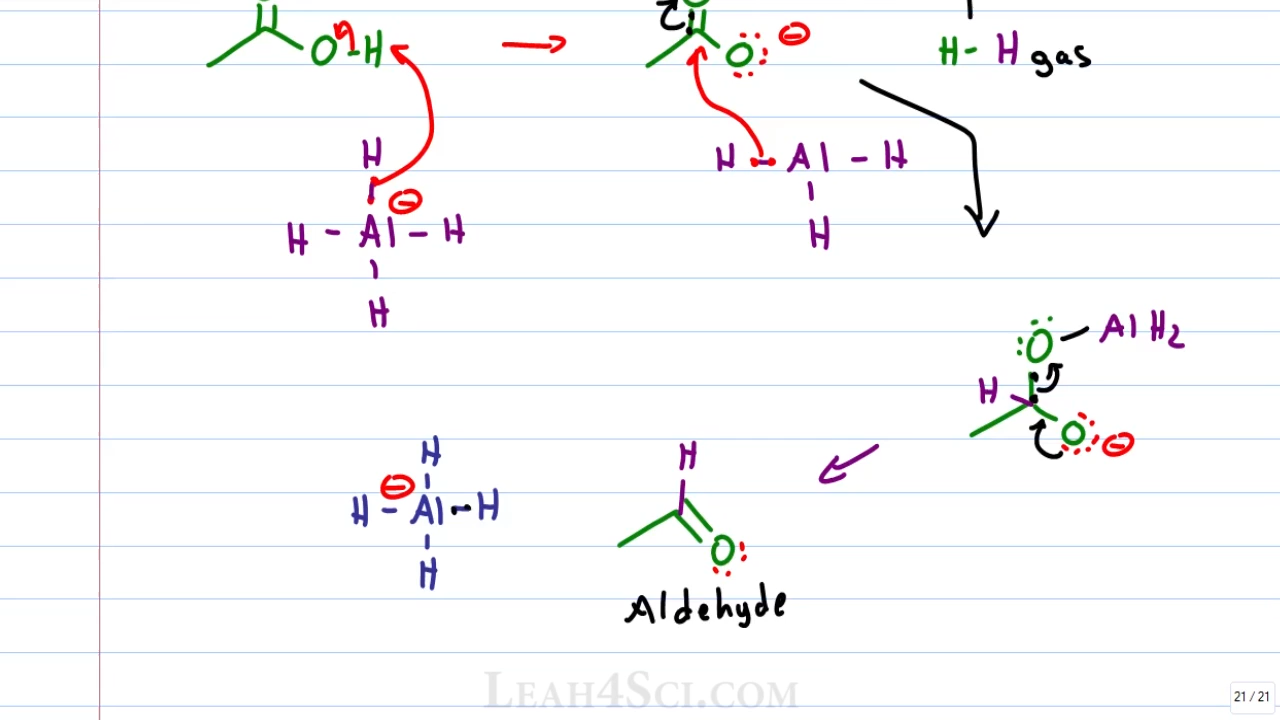 O-H
O: ⊖
H-H gas
H
H-Al-H
⊖
H-Al-H
H
H
:O-AlH2
H
O: ⊖
H
⊖
H-Al-H
H
H
O:
Aldehyde
LEAH4SCI.COM
21 / 21